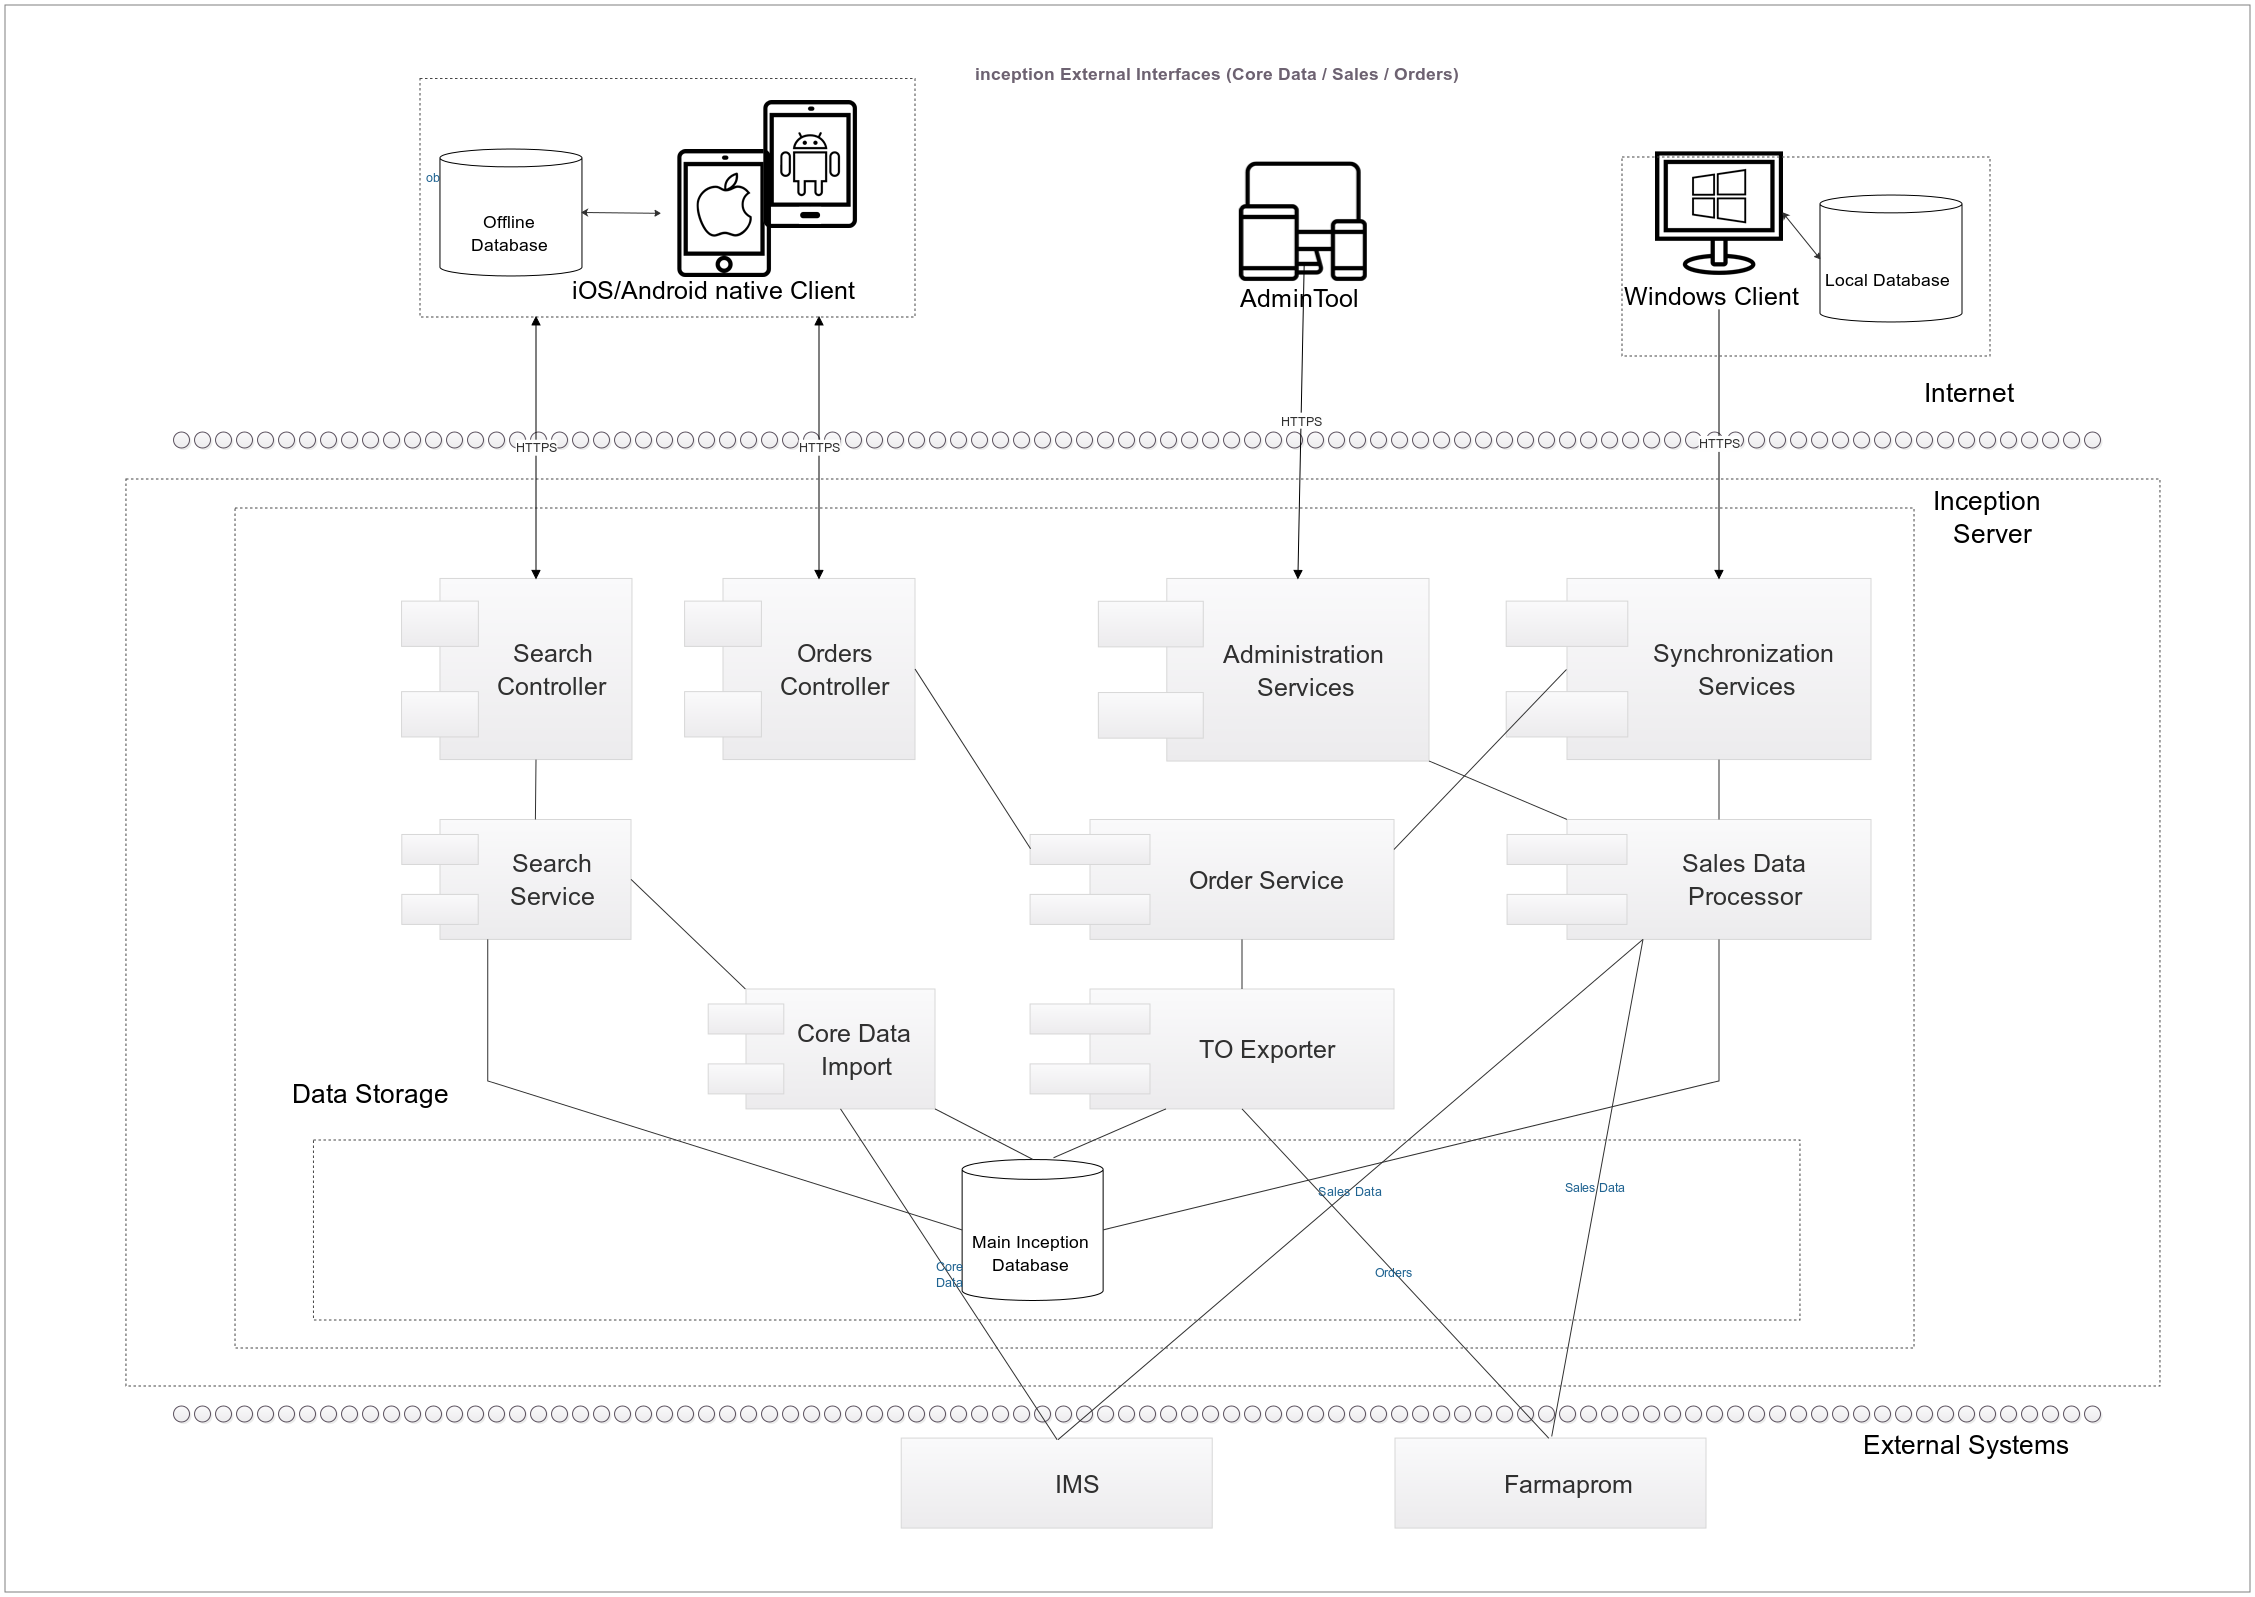 inception External Interfaces (Core Data / Sales / Orders)
ob
Offline
Database
iOS/Android native Client
AdminTool
Windows Client
Local Database
Internet
HTTPS
HTTPS
HTTPS
HTTPS
Inception
Server
Search
Controller
Orders
Controller
Administration
Services
Synchronization
Services
Search
Service
Order Service
Sales Data
Processor
Core Data
Import
TO Exporter
Data Storage
Sales Data
Sales Data
Main Inception
Database
Core
Data
Orders
External Systems
IMS
Farmaprom